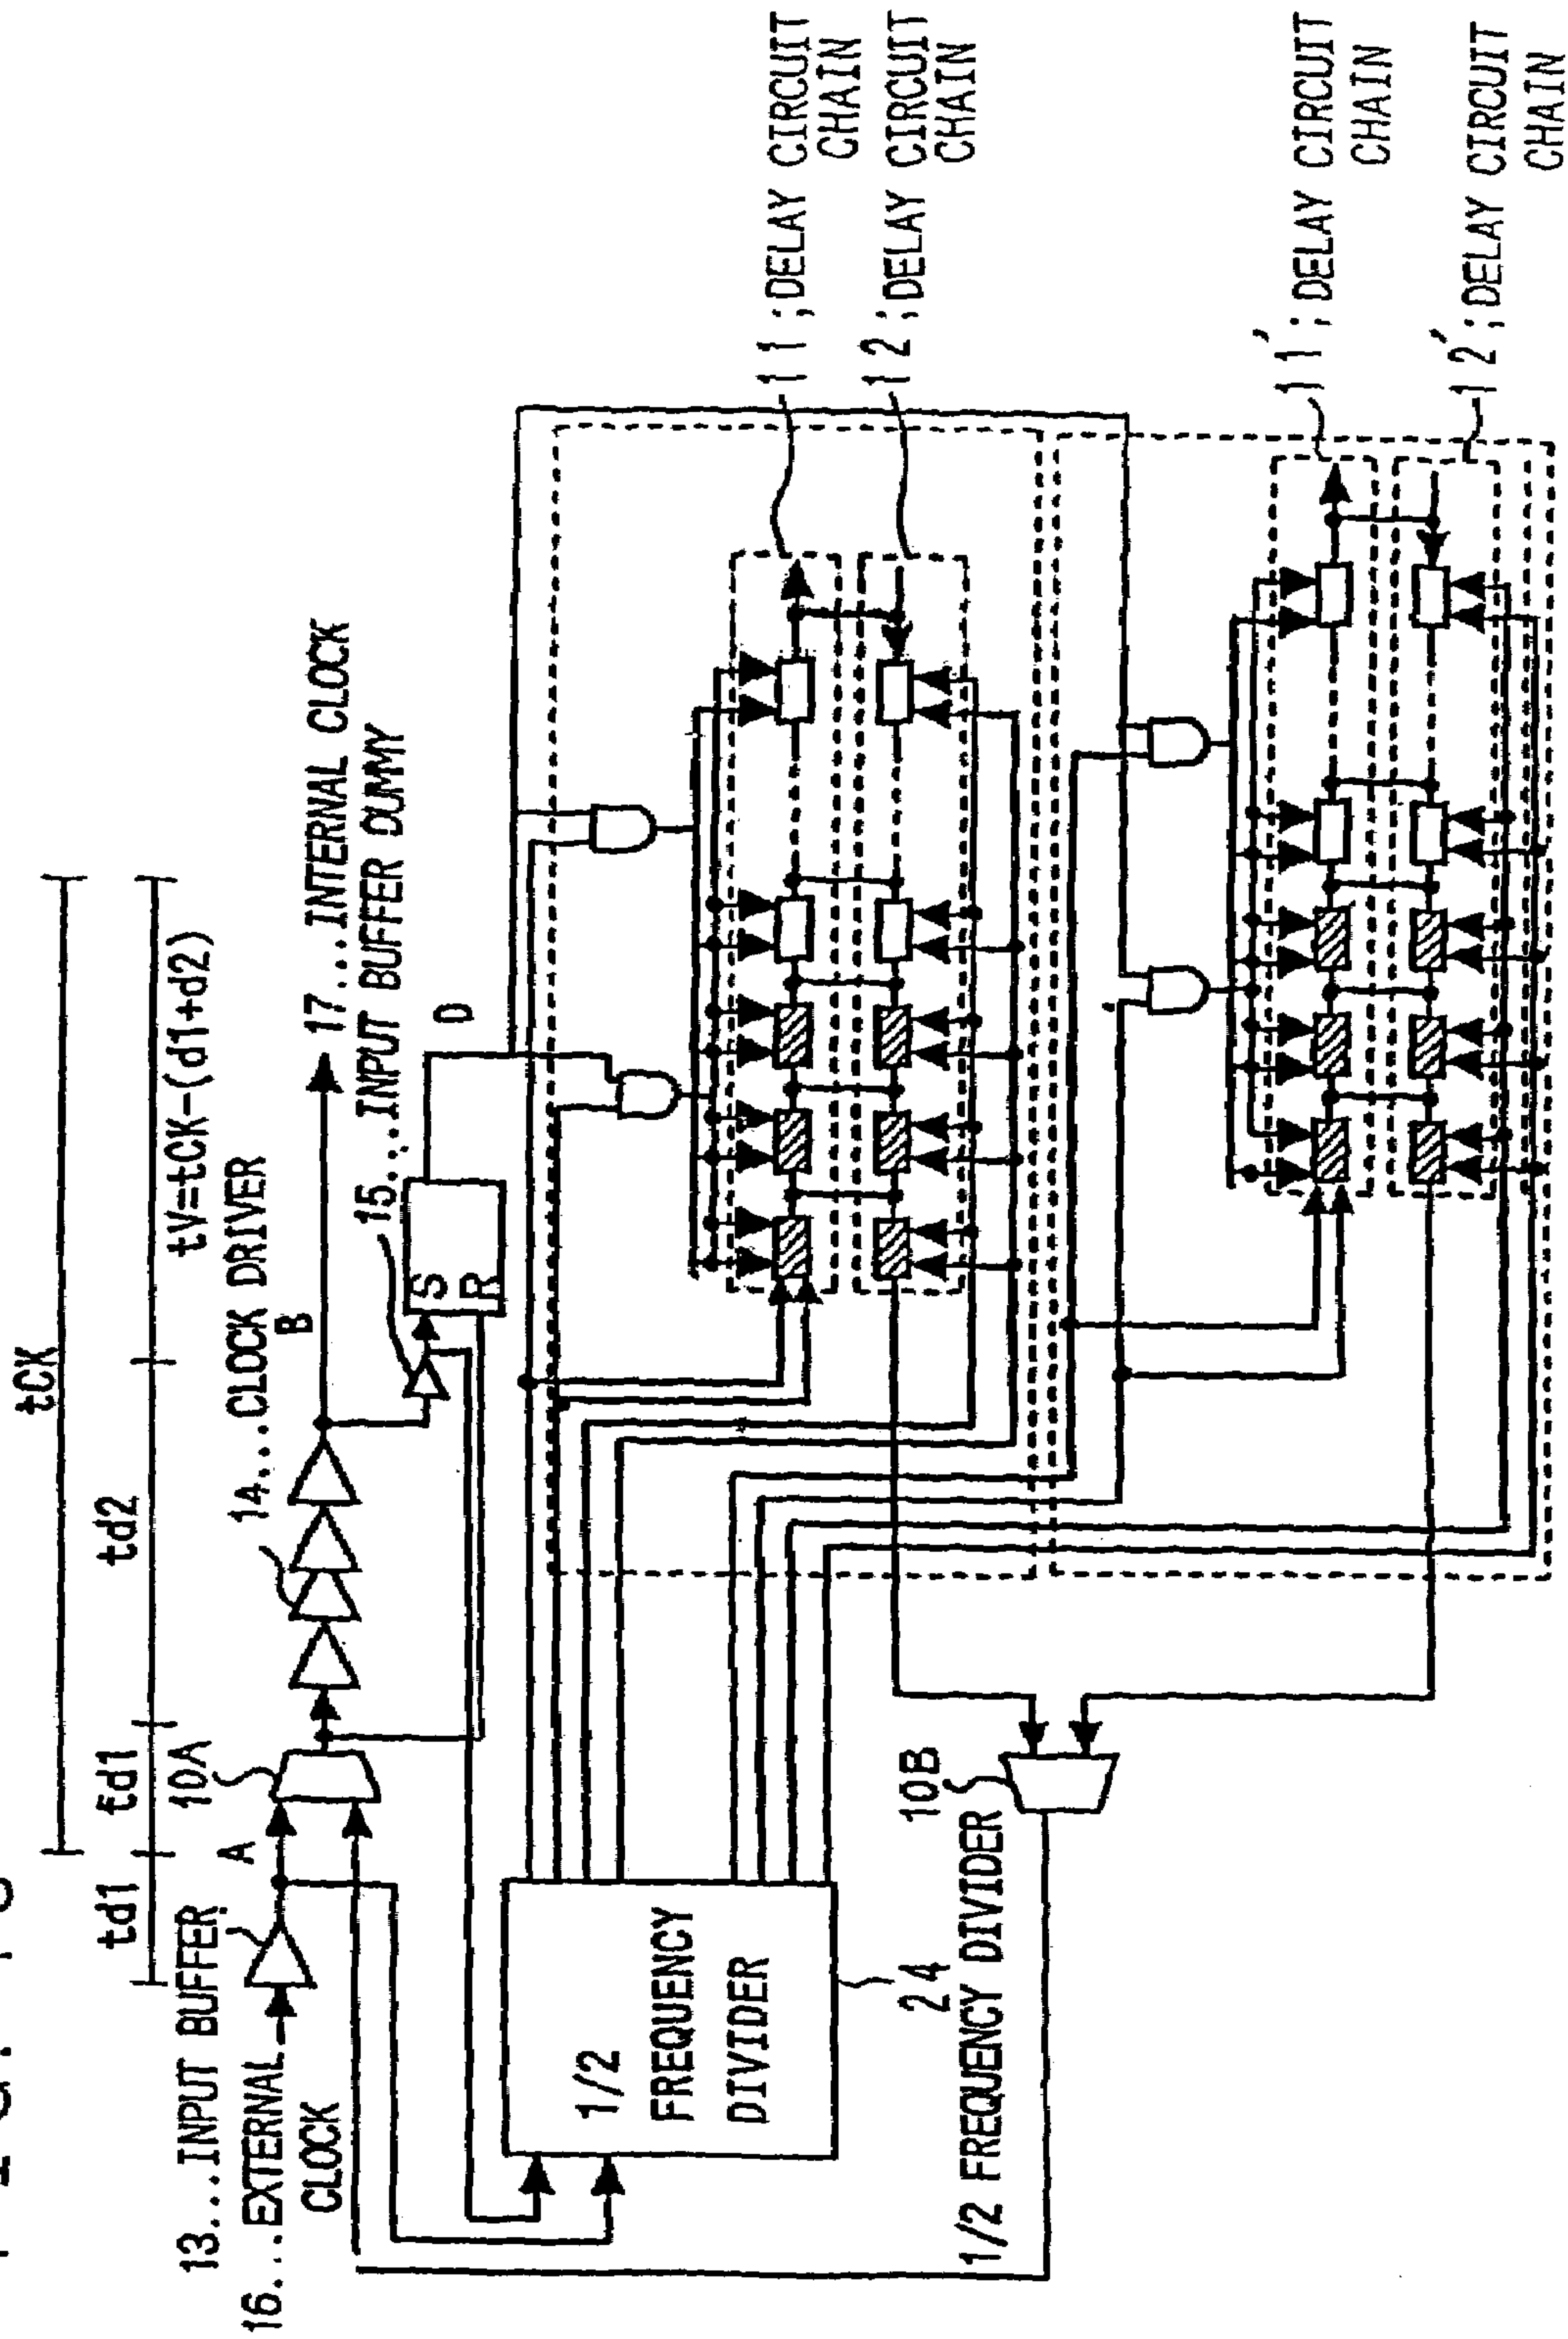 tCK
td1
td1
td2
tV=tCK-(d1+d2)
13...INPUT BUFFER
10A
14...CLOCK DRIVER
16...EXTERNAL
CLOCK
A
B
17...INTERNAL CLOCK
15...INPUT BUFFER DUMMY
S
R
D
1/2
FREQUENCY
DIVIDER
24
1/2 FREQUENCY DIVIDER
10B
11;DELAY CIRCUIT
CHAIN
12;DELAY CIRCUIT
CHAIN
11';DELAY CIRCUIT
CHAIN
12';DELAY CIRCUIT
CHAIN